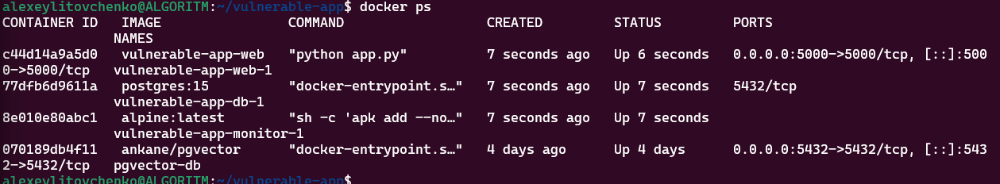 alexeylitovchenko@ALGORITM:~/vulnerable-app$ docker ps
CONTAINER ID   IMAGE                COMMAND                  CREATED         STATUS         PORTS
               NAMES
c44d14a9a5d0   vulnerable-app-web   "python app.py"          7 seconds ago   Up 6 seconds   0.0.0.0:5000->5000/tcp, [::]:500
0->5000/tcp   vulnerable-app-web-1
77dfb6d9611a   postgres:15          "docker-entrypoint.s…"   7 seconds ago   Up 7 seconds   5432/tcp
               vulnerable-app-db-1
8e010e80abc1   alpine:latest        "sh -c 'apk add --no…"   7 seconds ago   Up 7 seconds
               vulnerable-app-monitor-1
070189db4f11   ankane/pgvector      "docker-entrypoint.s…"   4 days ago      Up 4 days      0.0.0.0:5432->5432/tcp, [::]:543
2->5432/tcp   pgvector-db
alexeylitovchenko@ALGORITM:~/vulnerable-app$